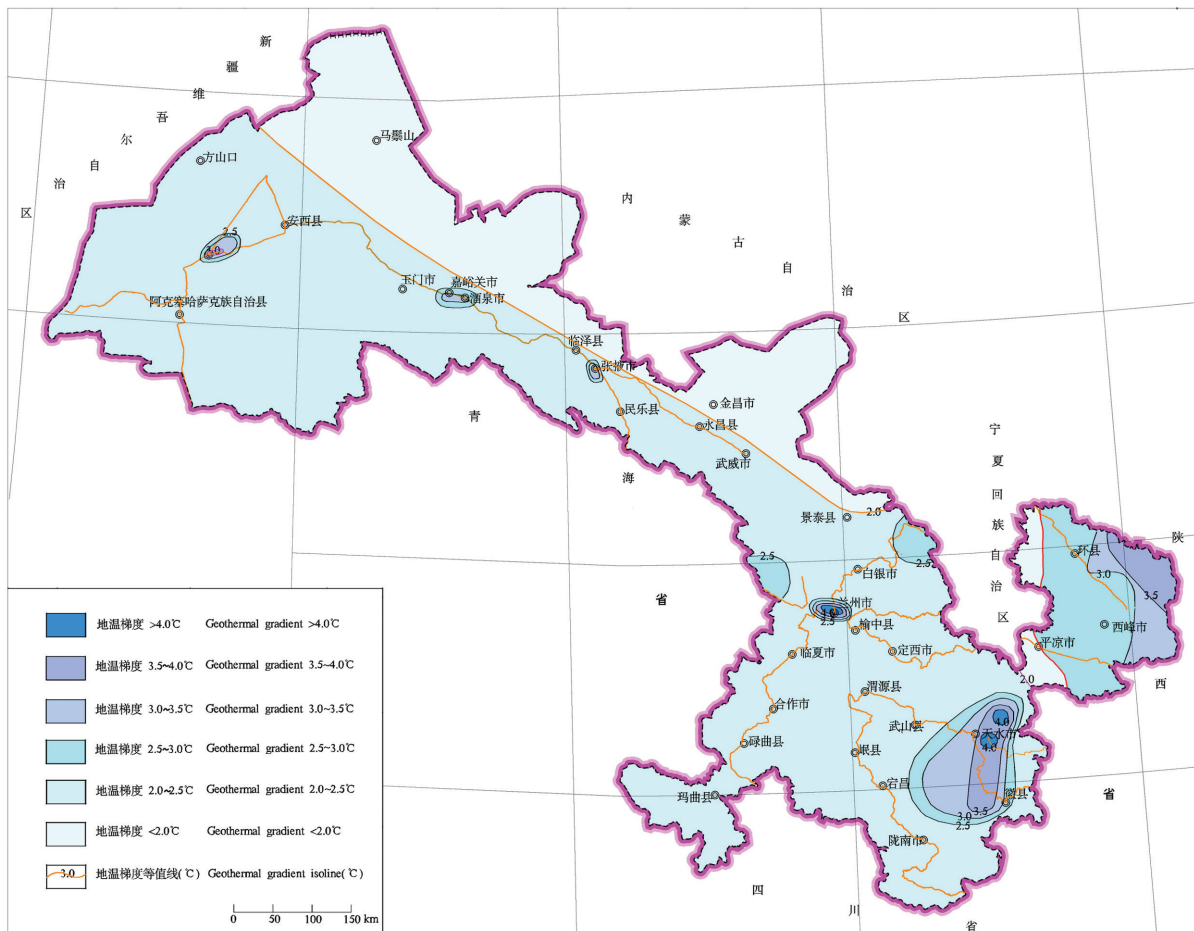 新
疆
维
吾
尔
自
治
区
马鬃山
方山口
内
蒙
古
自
治
区
安西县
2.5
3.0
玉门市
嘉峪关市
酒泉市
阿克塞哈萨克族自治县
临泽县
张掖市
民乐县
金昌市
永昌县
武威市
青
海
省
宁
夏
回
族
自
治
区
景泰县
2.0
2.5
2.5
白银市
兰州市
4.0
2.5
榆中县
定西市
临夏市
渭源县
合作市
武山县
天水市
4.0
4.0
碌曲县
岷县
宕昌
徽县
3.5
3.0
2.5
玛曲县
陇南市
环县
3.0
3.5
西峰市
平凉市
2.0
陕
西
省
四
川
省
地温梯度 >4.0℃ Geothermal gradient >4.0℃
地温梯度 3.5~4.0℃ Geothermal gradient 3.5~4.0℃
地温梯度 3.0~3.5℃ Geothermal gradient 3.0~3.5℃
地温梯度 2.5~3.0℃ Geothermal gradient 2.5~3.0℃
地温梯度 2.0~2.5℃ Geothermal gradient 2.0~2.5℃
地温梯度 <2.0℃ Geothermal gradient <2.0℃
3.0 地温梯度等值线(℃) Geothermal gradient isoline(℃)
0 50 100 150 km